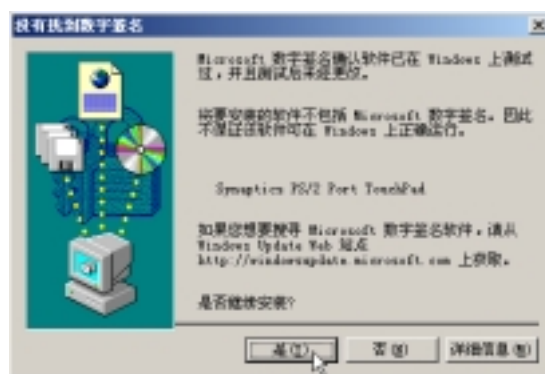 没有找到数字签名
Microsoft 数字签名确认软件已在 Windows 上测试
过，并且测试后未经更改。
将要安装的软件不包括 Microsoft 数字签名。因此
不保证该软件可在 Windows 上正确运行。
Synaptics PS/2 Port TouchPad
如果您想要搜寻 Microsoft 数字签名软件，请从
Windows Update Web 站点
http://windowsupdate.microsoft.com 上获取。
是否继续安装?
是(Y) 否(N) 详细信息(M)